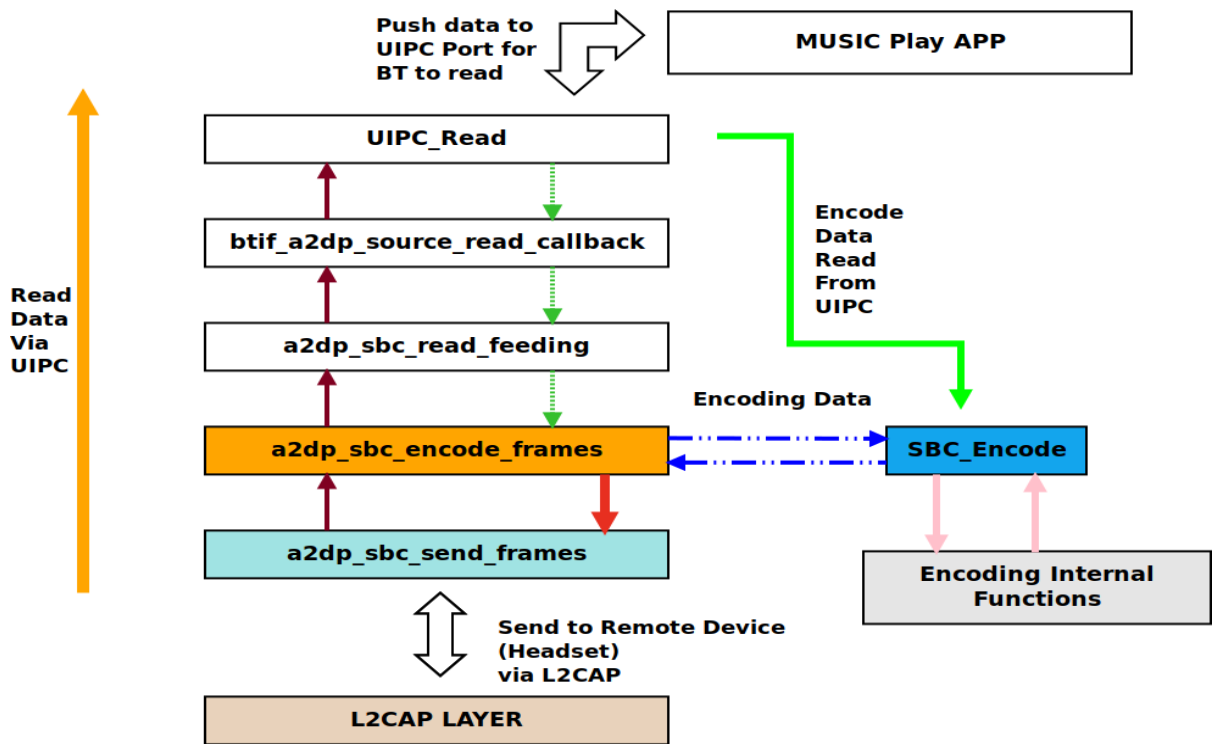 Push data to
UIPC Port for
BT to read
MUSIC Play APP
UIPC_Read
btif_a2dp_source_read_callback
Encode
Data
Read
From
UIPC
Read
Data
Via
UIPC
a2dp_sbc_read_feeding
Encoding Data
a2dp_sbc_encode_frames
SBC_Encode
a2dp_sbc_send_frames
Encoding Internal
Functions
Send to Remote Device
(Headset)
via L2CAP
L2CAP LAYER